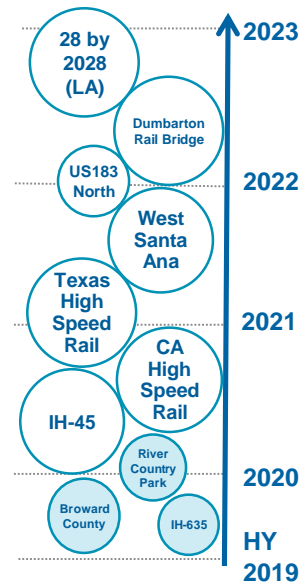 2023
28 by
2028
(LA)
Dumbarton
Rail Bridge
US183
North
2022
West
Santa
Ana
Texas
High
Speed
Rail
2021
CA
High
Speed
Rail
IH-45
River
Country
Park
2020
Broward
County
IH-635
HY
2019